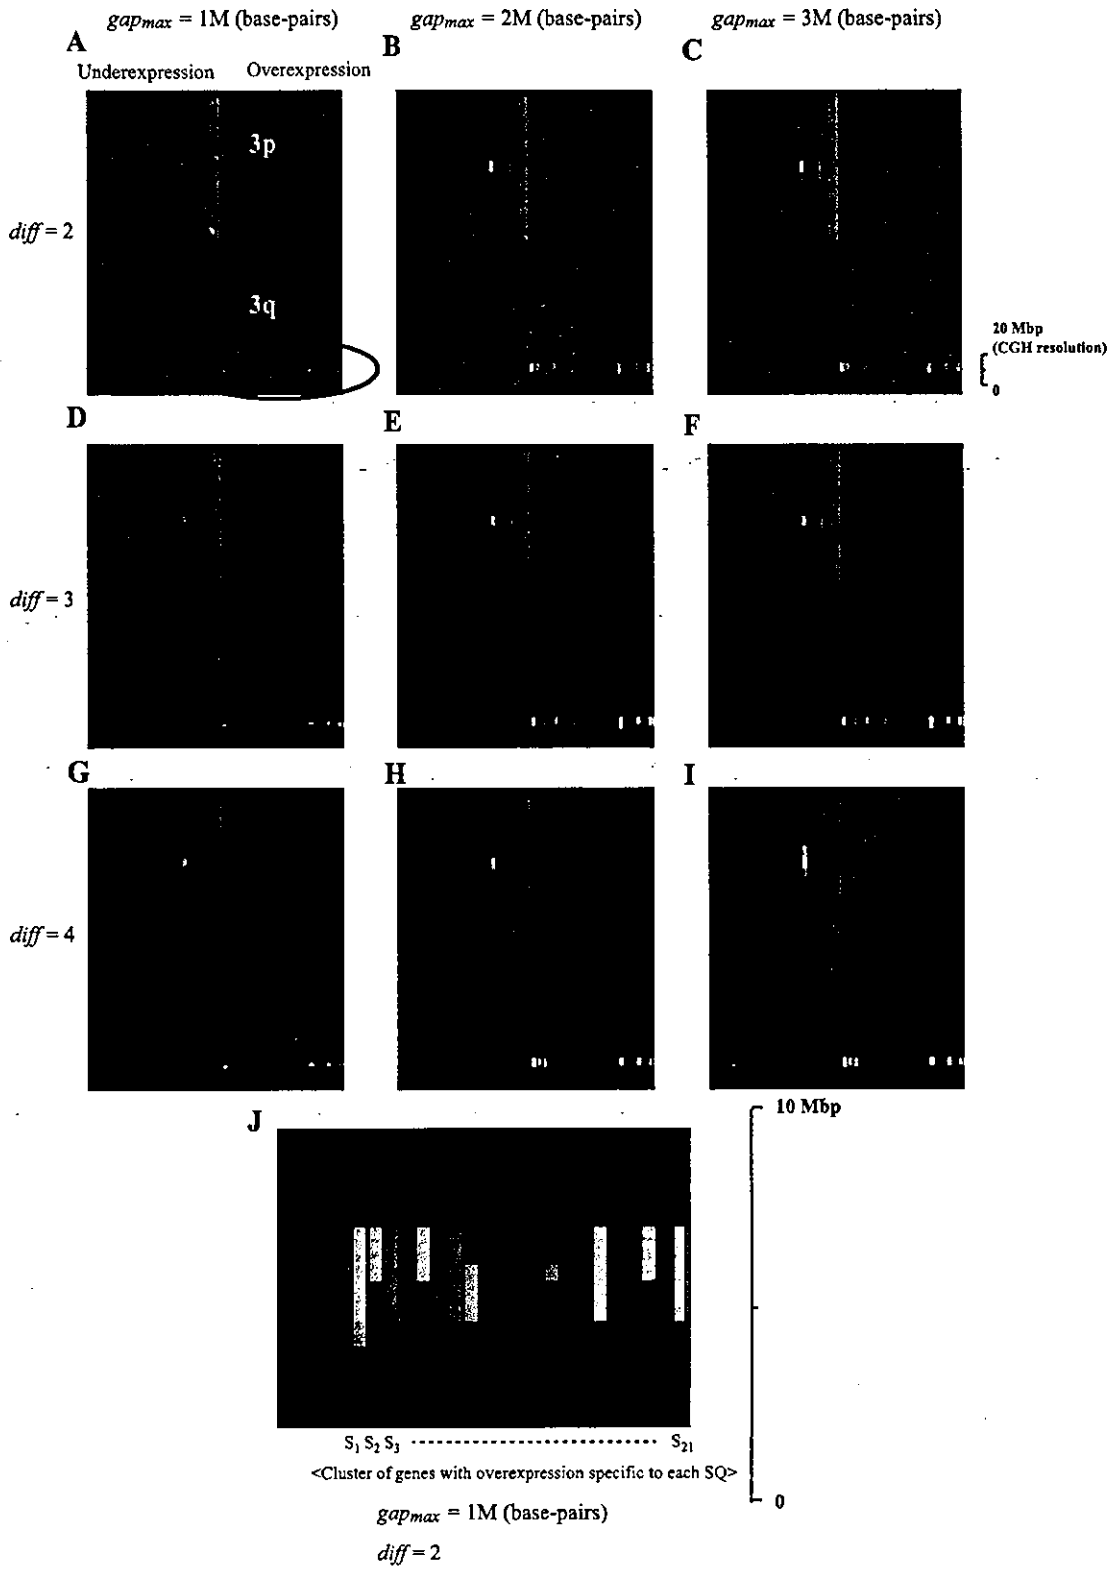 gapmax = 1M (base-pairs)
gapmax = 2M (base-pairs)
gapmax = 3M (base-pairs)
A
B
C
Underexpression
Overexpression
3p
diff = 2
3q
20 Mbp
(CGH resolution)
0
D
E
F
diff = 3
G
H
I
diff = 4
J
10 Mbp
S1 S2 S3 S21
<Cluster of genes with overexpression specific to each SQ>
0
gapmax = 1M (base-pairs)
diff = 2